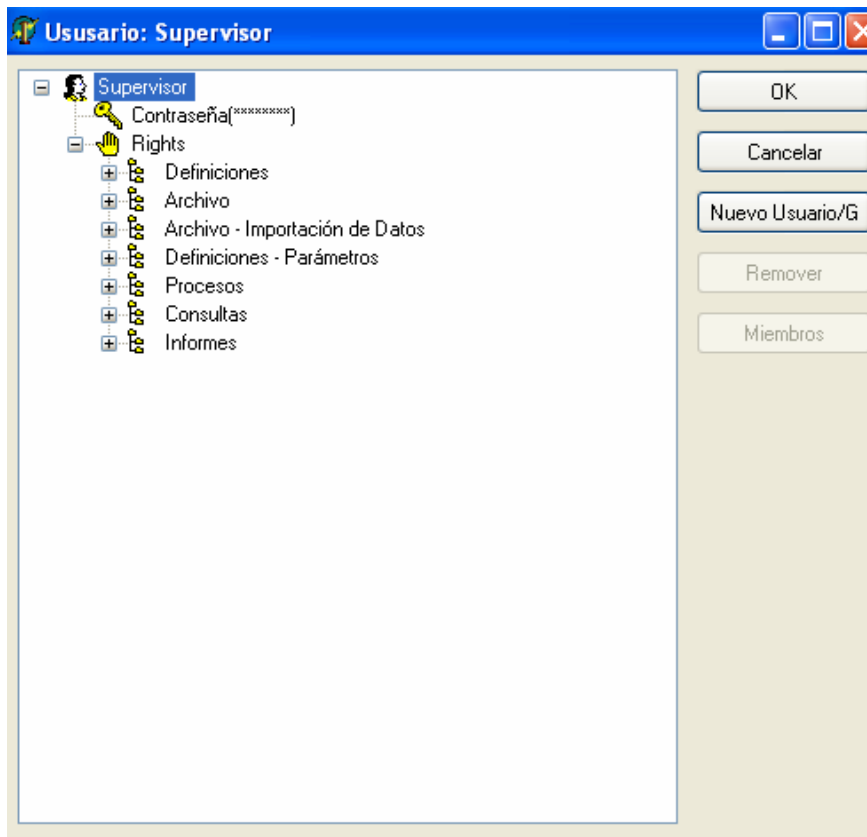 Ususario: Supervisor
Supervisor
Contraseña(********)
Rights
Definiciones
Archivo
Archivo - Importación de Datos
Definiciones - Parámetros
Procesos
Consultas
Informes
OK
Cancelar
Nuevo Usuario/G
Remover
Miembros